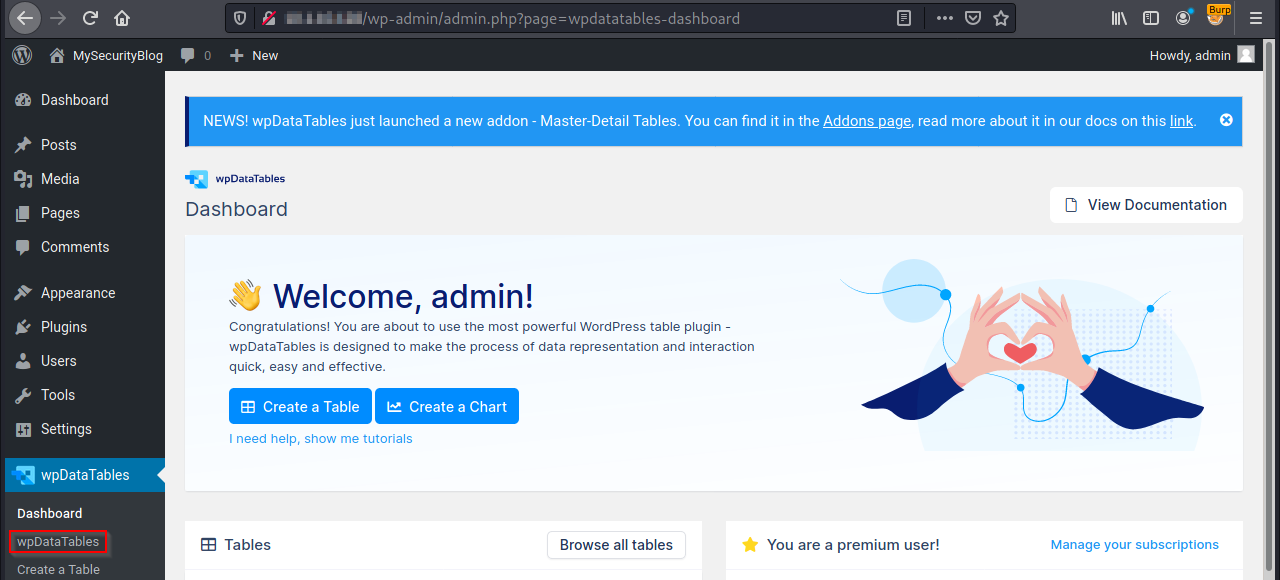 /wp-admin/admin.php?page=wpdatatables-dashboard
Burp
MySecurityBlog 0 New Howdy, admin
Dashboard
Posts
Media
Pages
Comments
Appearance
Plugins
Users
Tools
Settings
wpDataTables
Dashboard
wpDataTables
Create a Table
NEWS! wpDataTables just launched a new addon - Master-Detail Tables. You can find it in the Addons page, read more about it in our docs on this link.
wpDataTables
Dashboard
View Documentation
Welcome, admin!
Congratulations! You are about to use the most powerful WordPress table plugin -
wpDataTables is designed to make the process of data representation and interaction
quick, easy and effective.
Create a Table Create a Chart
I need help, show me tutorials
Tables Browse all tables
You are a premium user! Manage your subscriptions